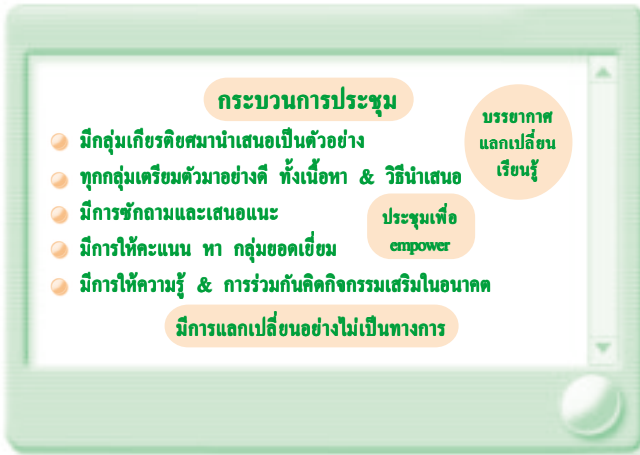 กระบวนการประชุม
มีกลุ่มเกียรติยศมานำเสนอเป็นตัวอย่าง
ทุกกลุ่มเตรียมตัวมาอย่างดี ทั้งเนื้อหา & วิธีนำเสนอ
มีการซักถามและเสนอแนะ
มีการให้คะแนน หา กลุ่มยอดเยี่ยม
มีการให้ความรู้ & การร่วมกันคิดกิจกรรมเสริมในอนาคต
มีการแลกเปลี่ยนอย่างไม่เป็นทางการ
บรรยากาศ
แลกเปลี่ยน
เรียนรู้
ประชุมเพื่อ
empower